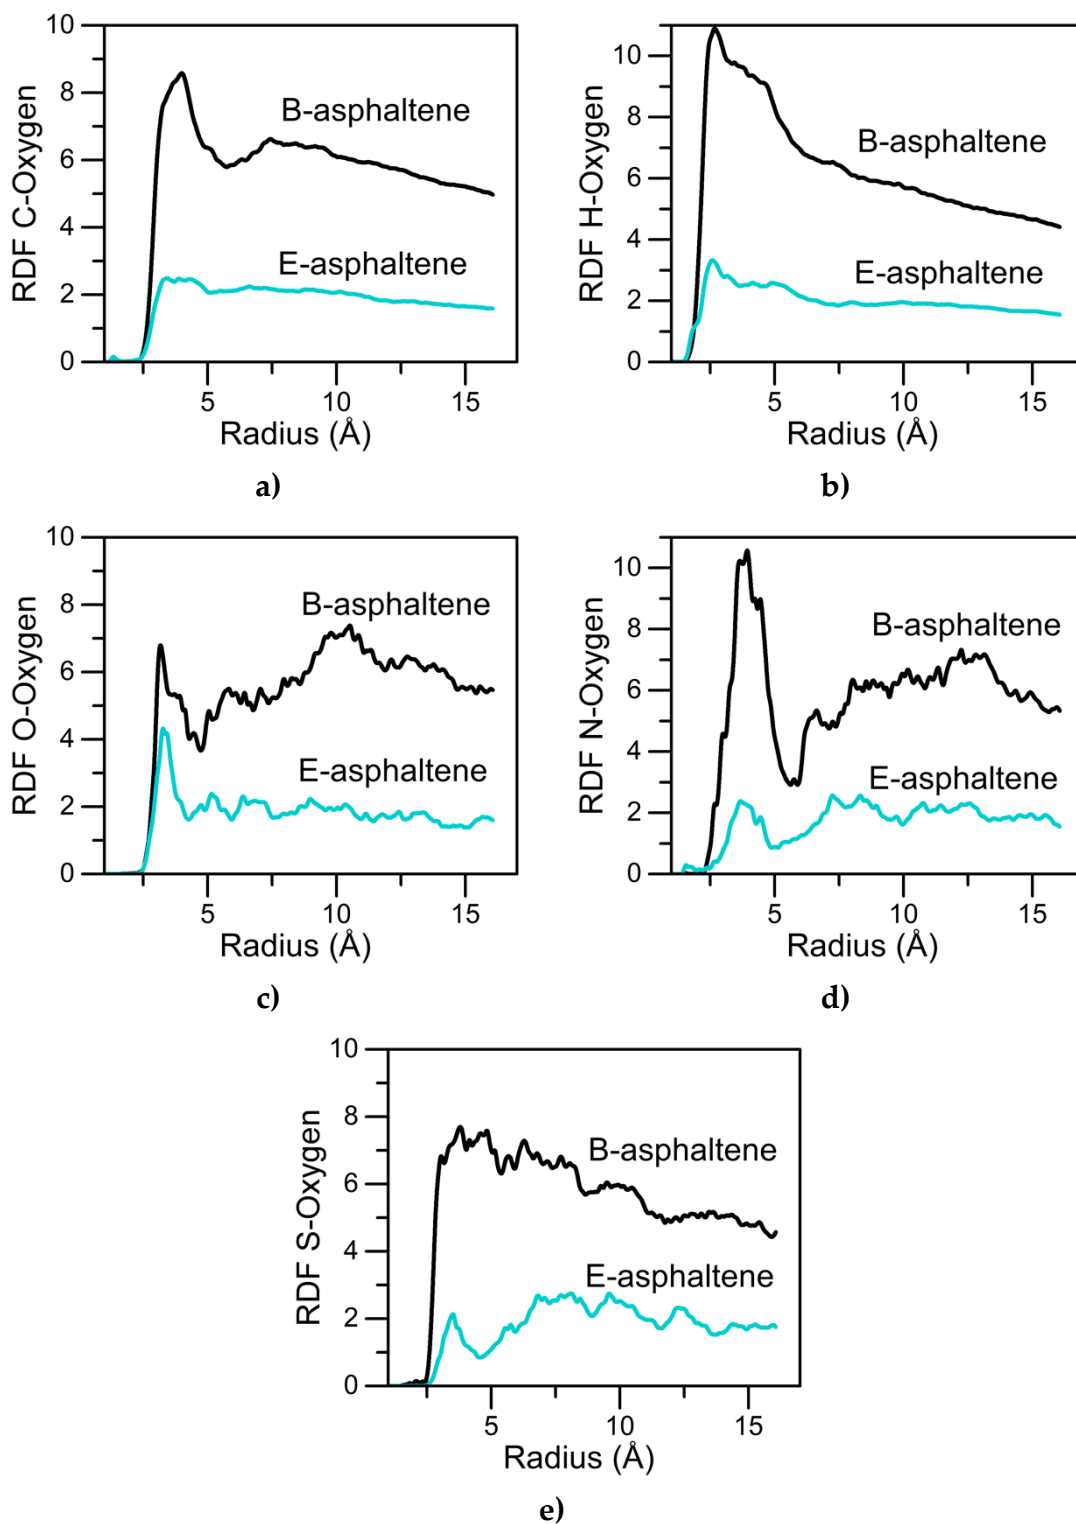 10
8
6
4
2
0
RDF C-Oxygen
B-asphaltene
E-asphaltene
5 10 15
Radius (Å)
a)
10
8
6
4
2
0
RDF H-Oxygen
B-asphaltene
E-asphaltene
5 10 15
Radius (Å)
b)
10
8
6
4
2
0
RDF O-Oxygen
B-asphaltene
E-asphaltene
5 10 15
Radius (Å)
c)
10
8
6
4
2
0
RDF N-Oxygen
B-asphaltene
E-asphaltene
5 10 15
Radius (Å)
d)
10
8
6
4
2
0
RDF S-Oxygen
B-asphaltene
E-asphaltene
5 10 15
Radius (Å)
e)